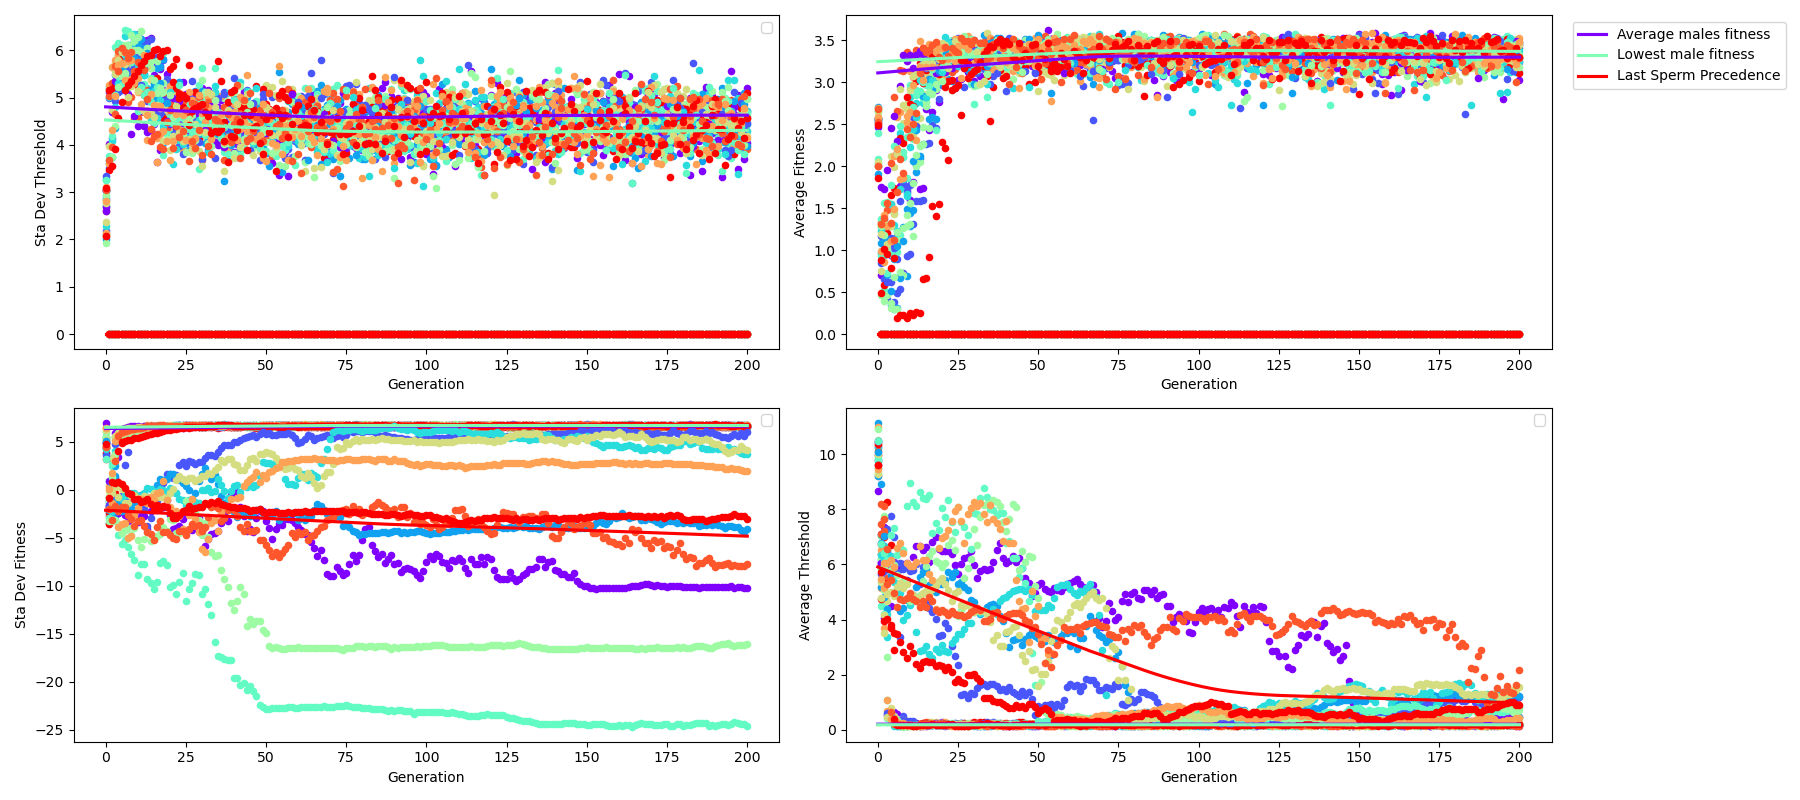 6
5
4
3
2
1
0
Sta Dev Threshold
0 25 50 75 100 125 150 175 200
Generation
3.5
3.0
2.5
2.0
1.5
1.0
0.5
0.0
Average Fitness
0 25 50 75 100 125 150 175 200
Generation
Average males fitness
Lowest male fitness
Last Sperm Precedence
5
0
−5
−10
−15
−20
−25
Sta Dev Fitness
0 25 50 75 100 125 150 175 200
Generation
10
8
6
4
2
0
Average Threshold
0 25 50 75 100 125 150 175 200
Generation